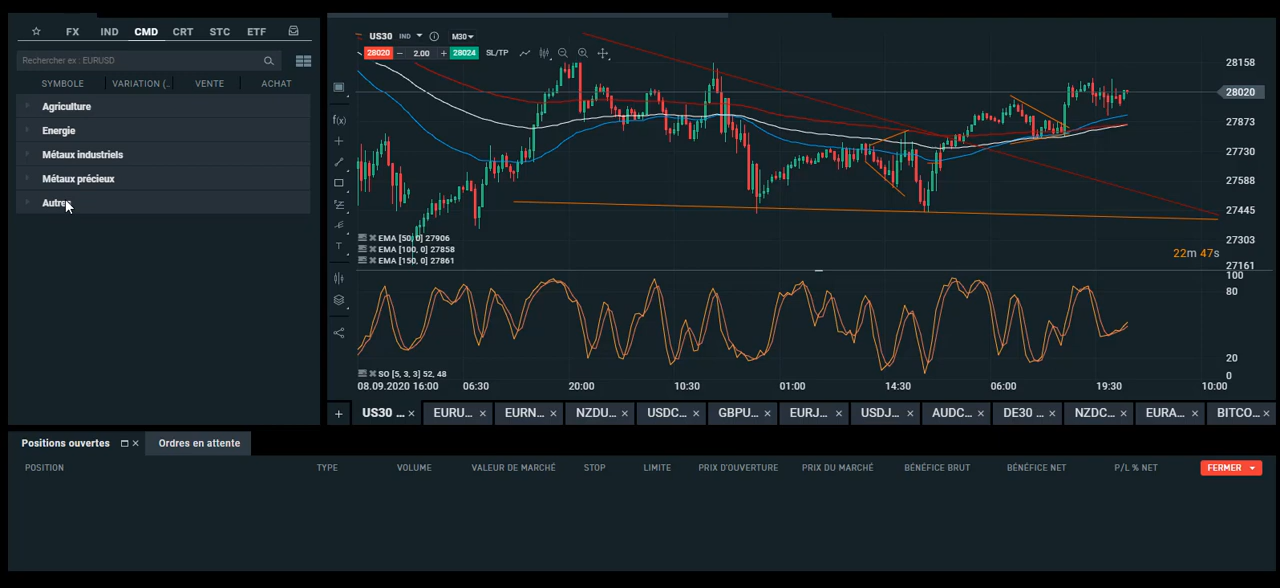 FX IND CMD CRT STC ETF
Rechercher ex : EURUSD
SYMBOLE VARIATION (.. VENTE ACHAT
Agriculture
Energie
Métaux industriels
Métaux précieux
Autres
US30 IND M30
28020 − 2.00 + 28024 SL/TP
f(x)
T
28158
28020
27873
27730
27588
27445
27303
27161
EMA [50, 0] 27906
EMA [100, 0] 27858
EMA [150, 0] 27861
22m 47s
100
80
20
0
SO [5, 3, 3] 52, 48
08.09.2020 16:00 06:30 20:00 10:30 01:00 14:30 06:00 19:30 10:00
+ US30 ... × EURU... × EURN... × NZDU... × USDC... × GBPU... × EURJ... × USDJ... × AUDC... × DE30 ... × NZDC... × EURA... × BITCO... ×
Positions ouvertes × Ordres en attente
POSITION TYPE VOLUME VALEUR DE MARCHÉ STOP LIMITE PRIX D'OUVERTURE PRIX DU MARCHÉ BÉNÉFICE BRUT BÉNÉFICE NET P/L % NET FERMER